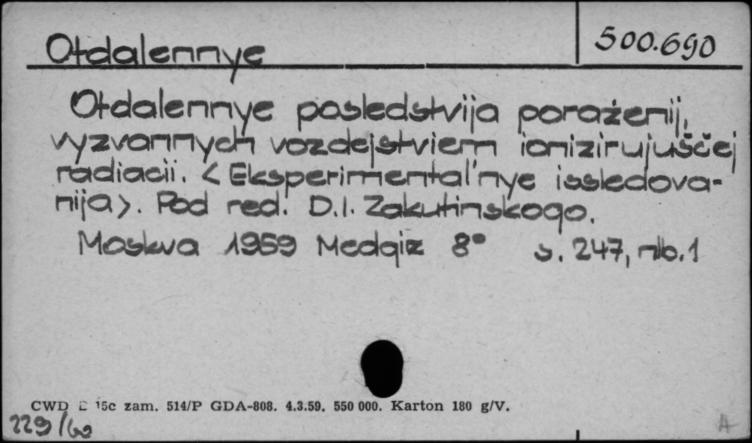 Otdalennye
500.690
Otdalennye posledstvija poraženij,
vyzvannych vozdejstviem ionizirujuščej
radiacii. < Eksperimental'nye issledova-
nija>. Pod red. D.I. Zakutinskogo.
Moskva 1959 Medgiz 8° s. 247, nlb. 1
CWD 15c zam. 514/P GDA-808. 4.3.59. 550 000. Karton 180 g/V.
229/60
A